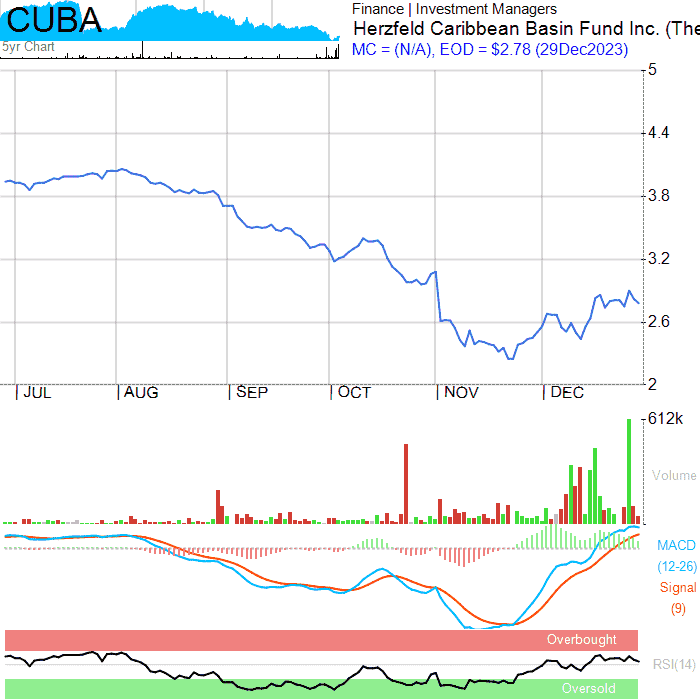 CUBA
5yr Chart
Finance | Investment Managers
Herzfeld Caribbean Basin Fund Inc. (The
MC = (N/A), EOD = $2.78 (29Dec2023)
5
4.4
3.8
3.2
2.6
2
JUL AUG SEP OCT NOV DEC
612k
Volume
MACD
(12-26)
Signal
(9)
Overbought
RSI(14)
Oversold